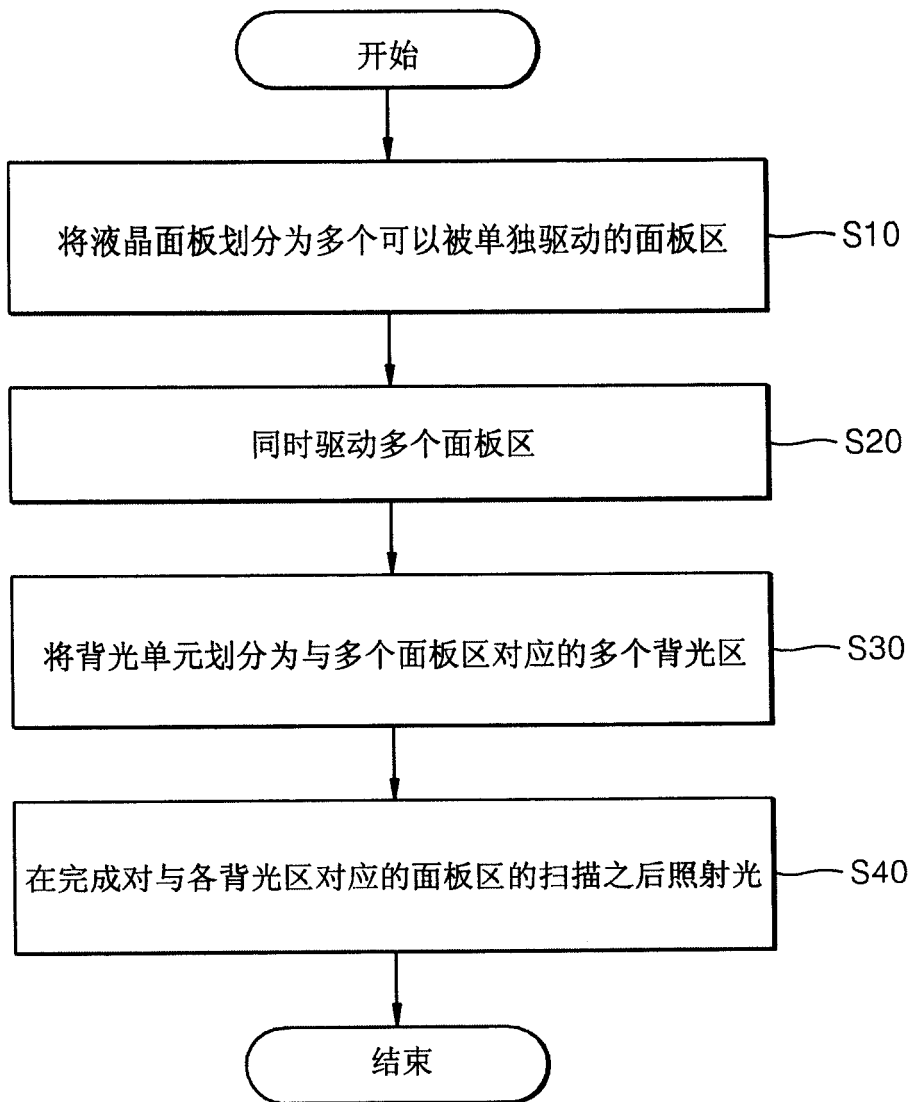 开始
将液晶面板划分为多个可以被单独驱动的面板区
S10
同时驱动多个面板区
S20
将背光单元划分为与多个面板区对应的多个背光区
S30
在完成对与各背光区对应的面板区的扫描之后照射光
S40
结束